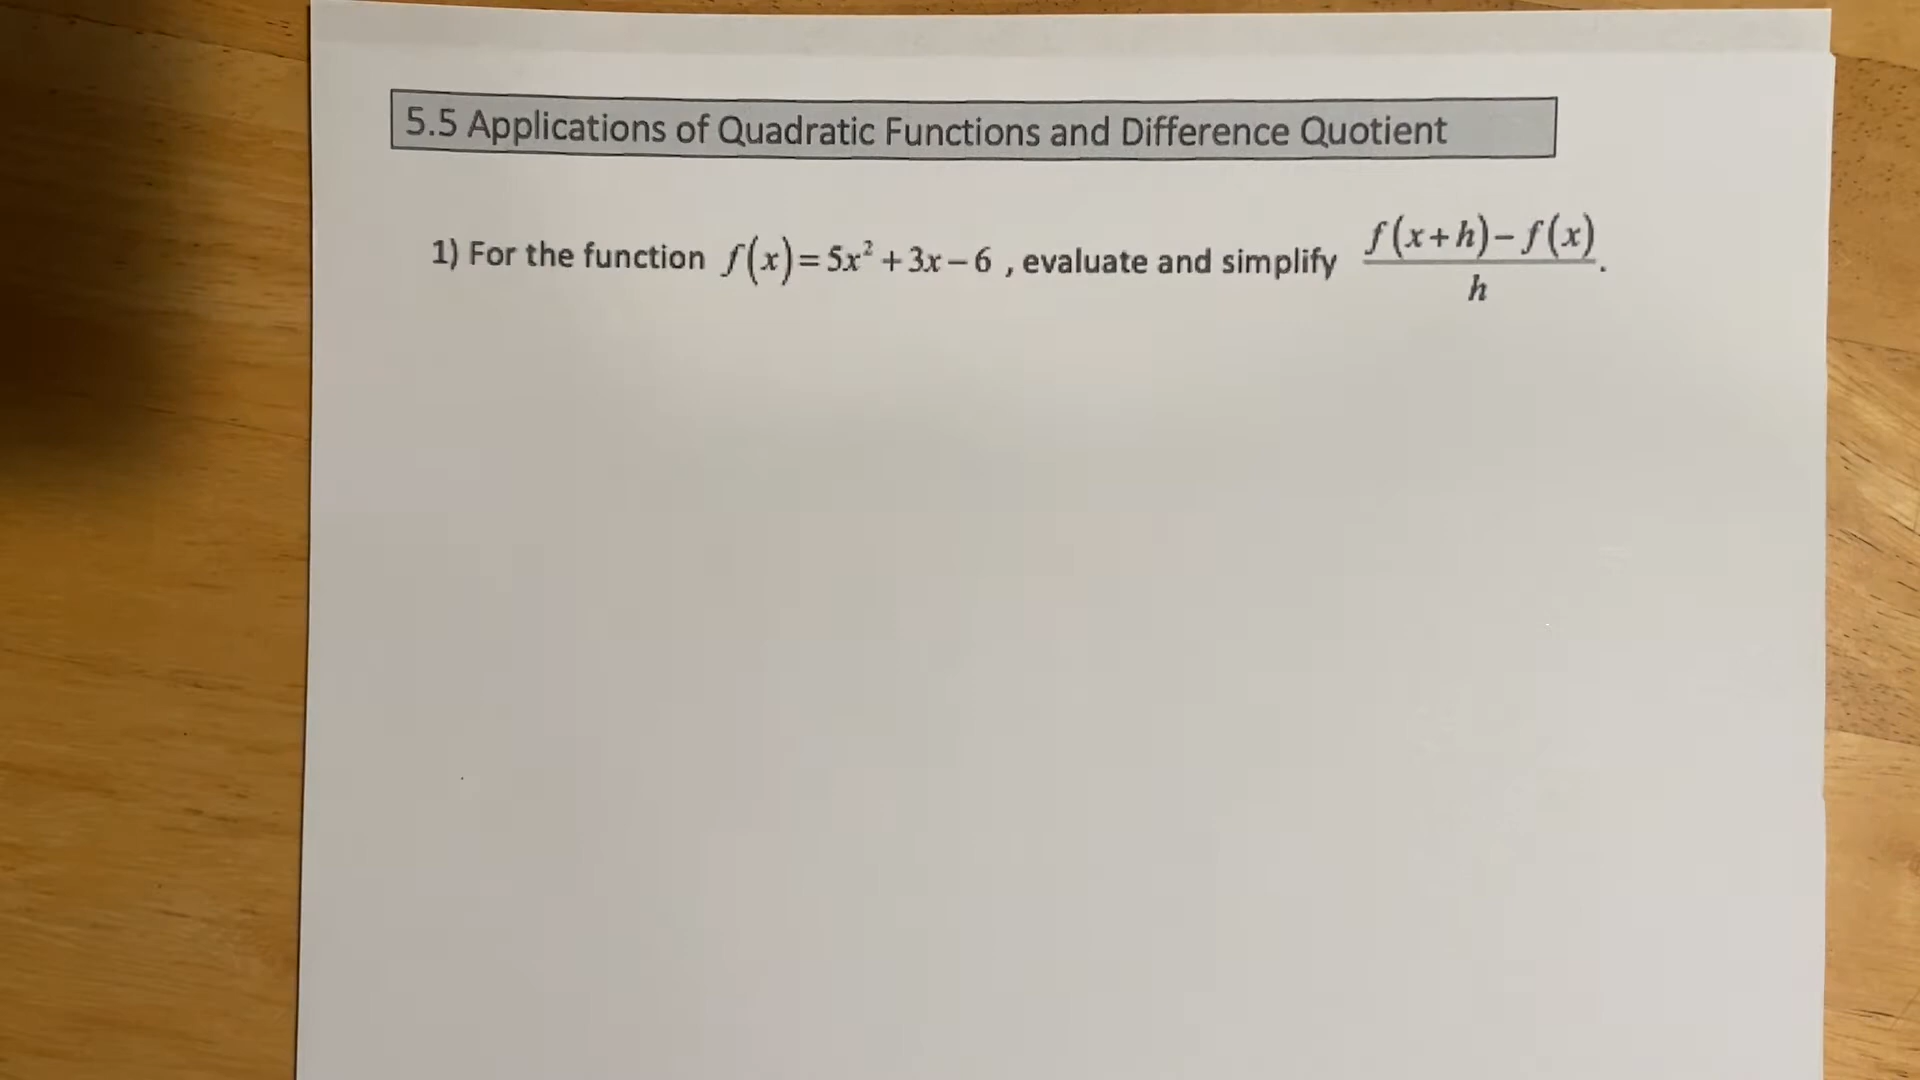 5.5 Applications of Quadratic Functions and Difference Quotient
1) For the function f(x)=5x²+3x−6 , evaluate and simplify f(x+h)−f(x)
h .